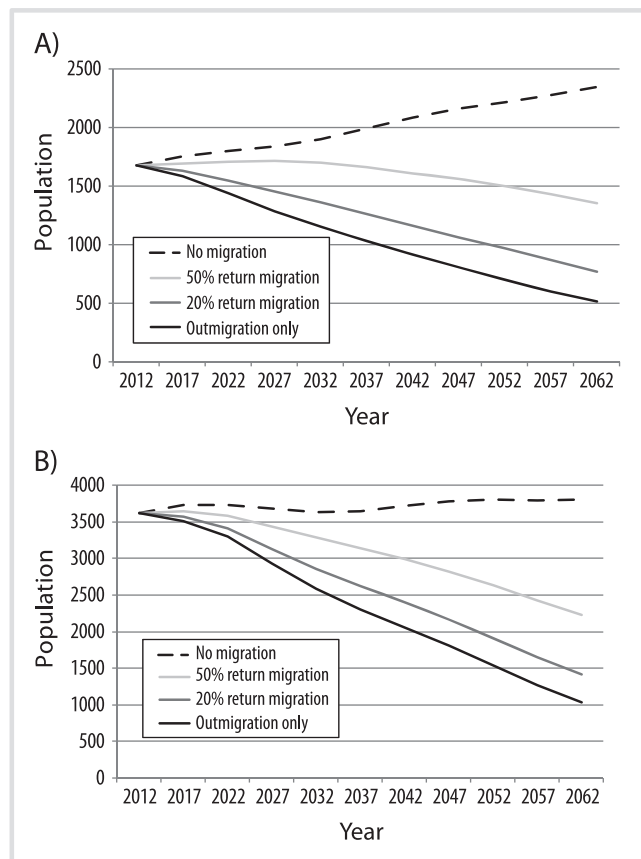 A)
Population
2500
2000
1500
1000
500
0
No migration
50% return migration
20% return migration
Outmigration only
2012 2017 2022 2027 2032 2037 2042 2047 2052 2057 2062
Year
B)
Population
4000
3500
3000
2500
2000
1500
1000
500
0
No migration
50% return migration
20% return migration
Outmigration only
2012 2017 2022 2027 2032 2037 2042 2047 2052 2057 2062
Year